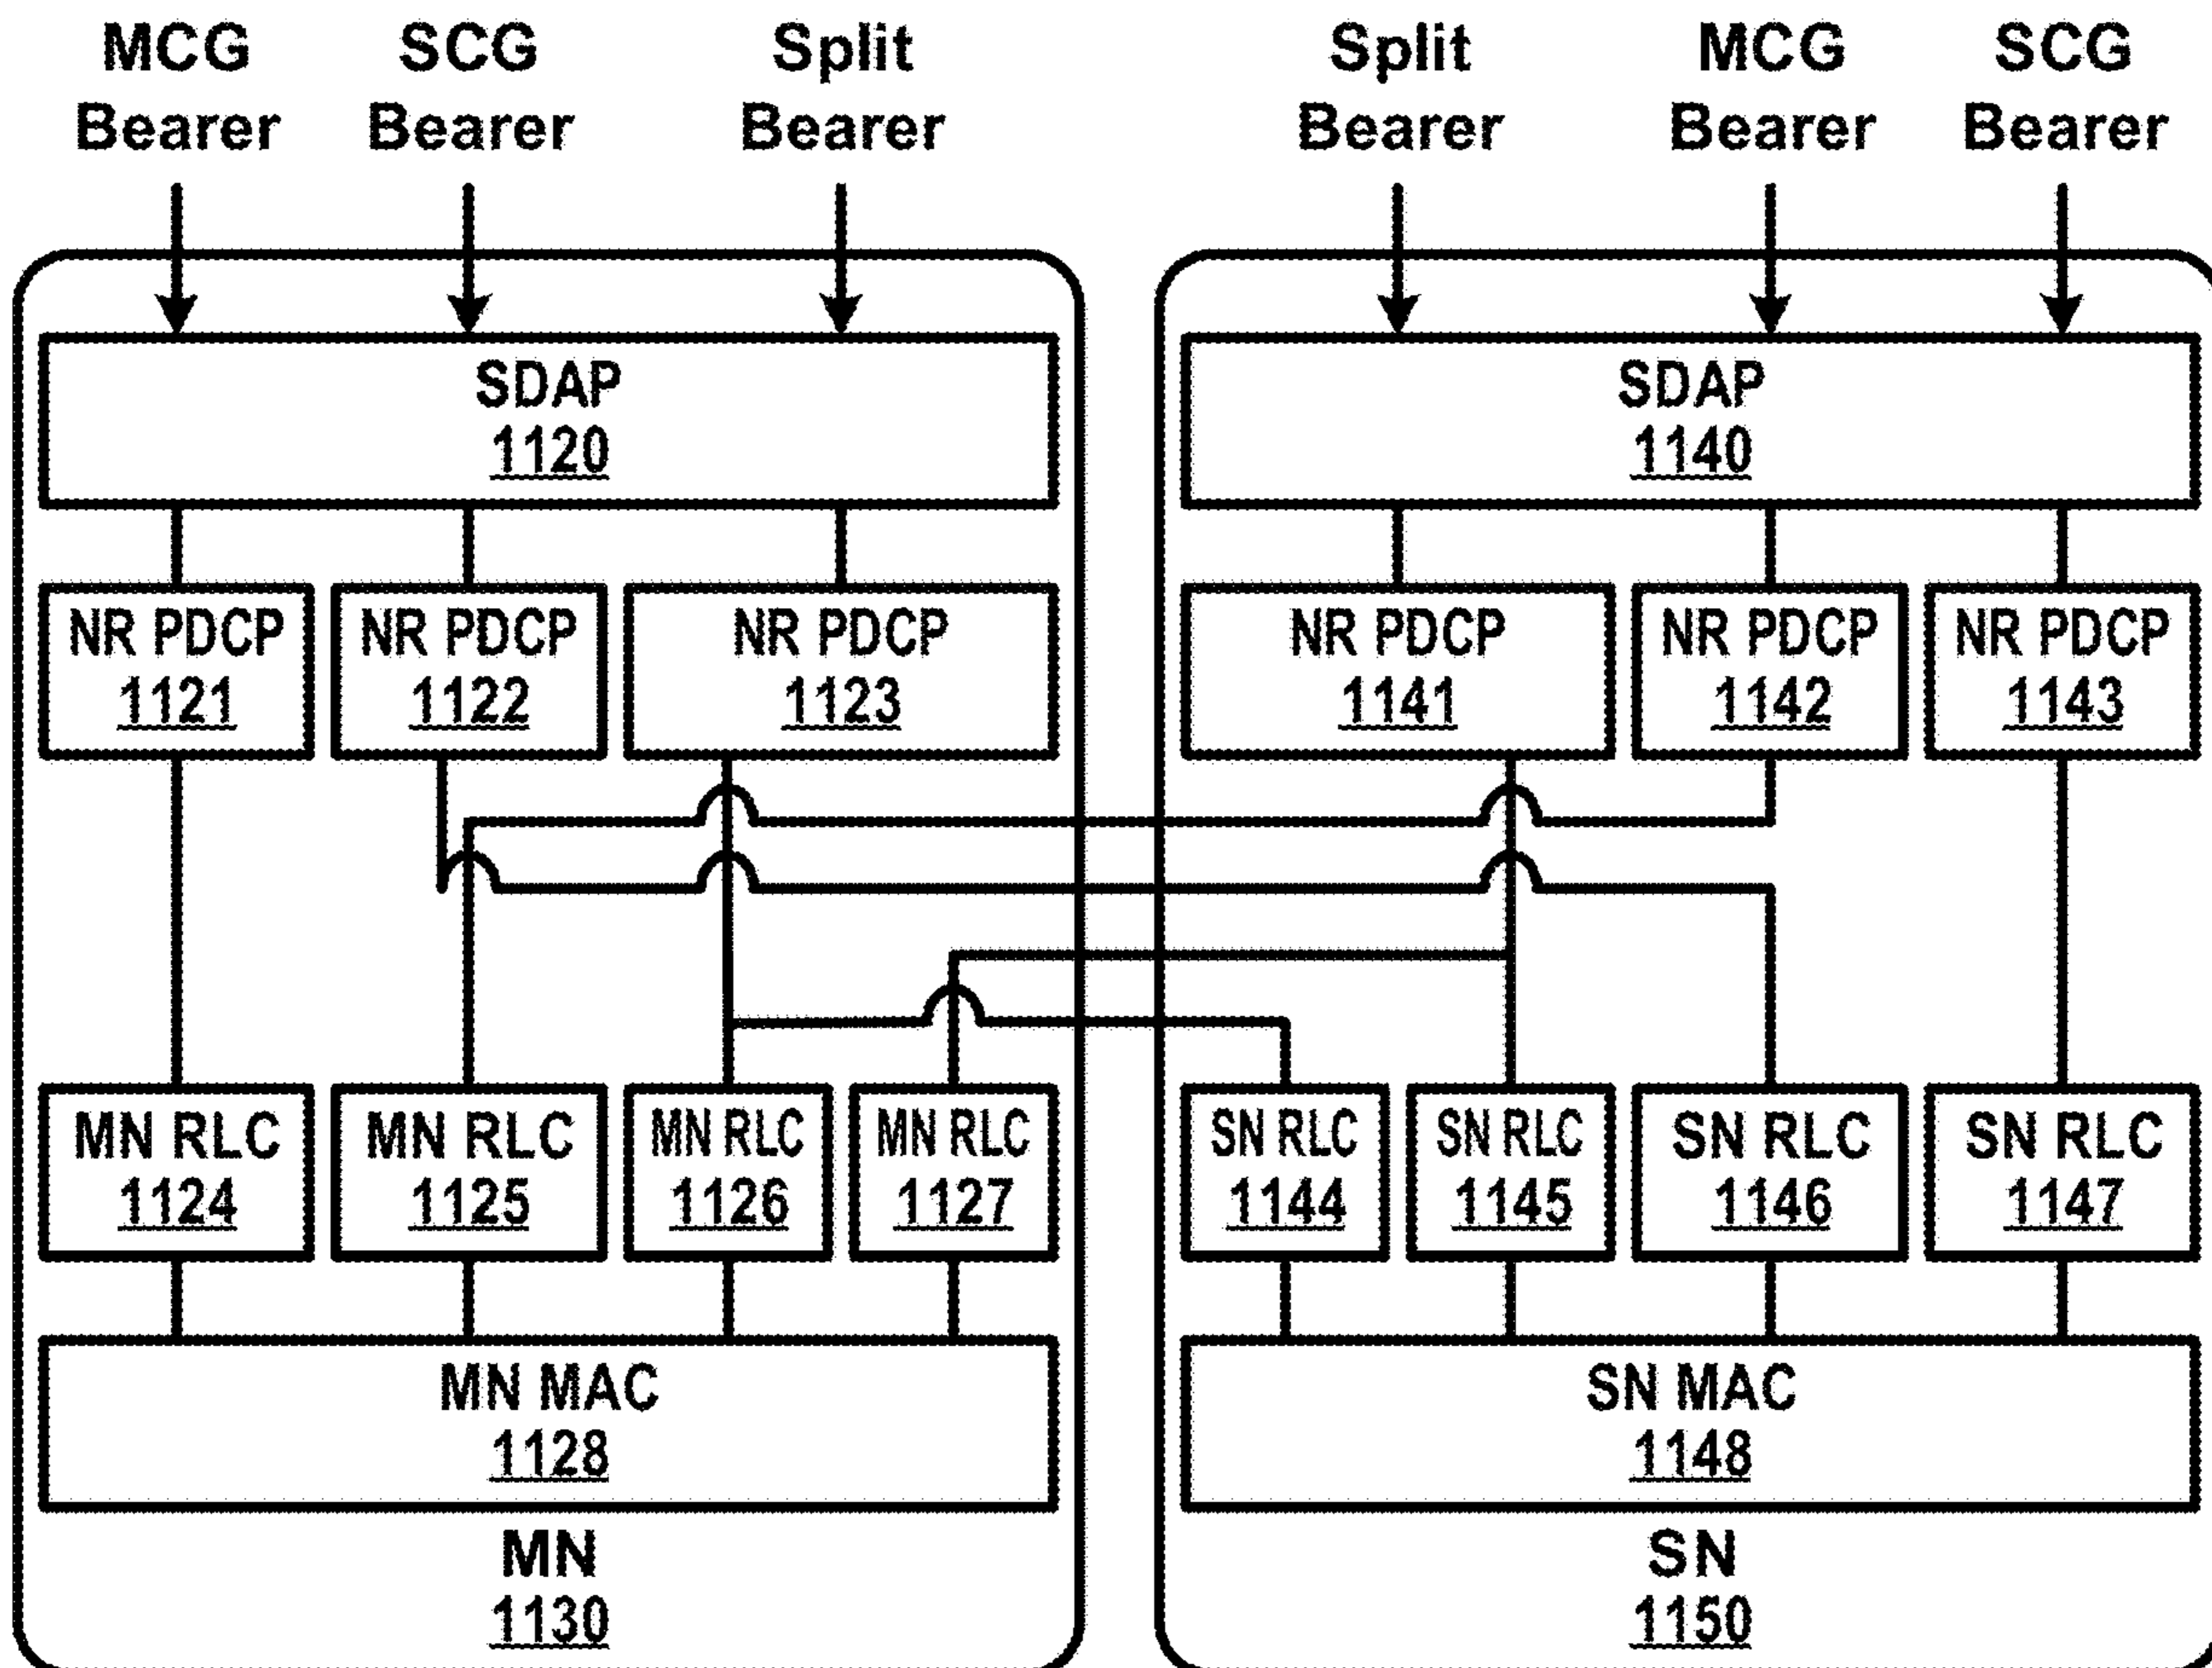 MCG
Bearer
SCG
Bearer
Split
Bearer
Split
Bearer
MCG
Bearer
SCG
Bearer
SDAP
1120
SDAP
1140
NR PDCP
1121
NR PDCP
1122
NR PDCP
1123
NR PDCP
1141
NR PDCP
1142
NR PDCP
1143
MN RLC
1124
MN RLC
1125
MN RLC
1126
MN RLC
1127
SN RLC
1144
SN RLC
1145
SN RLC
1146
SN RLC
1147
MN MAC
1128
SN MAC
1148
MN
1130
SN
1150